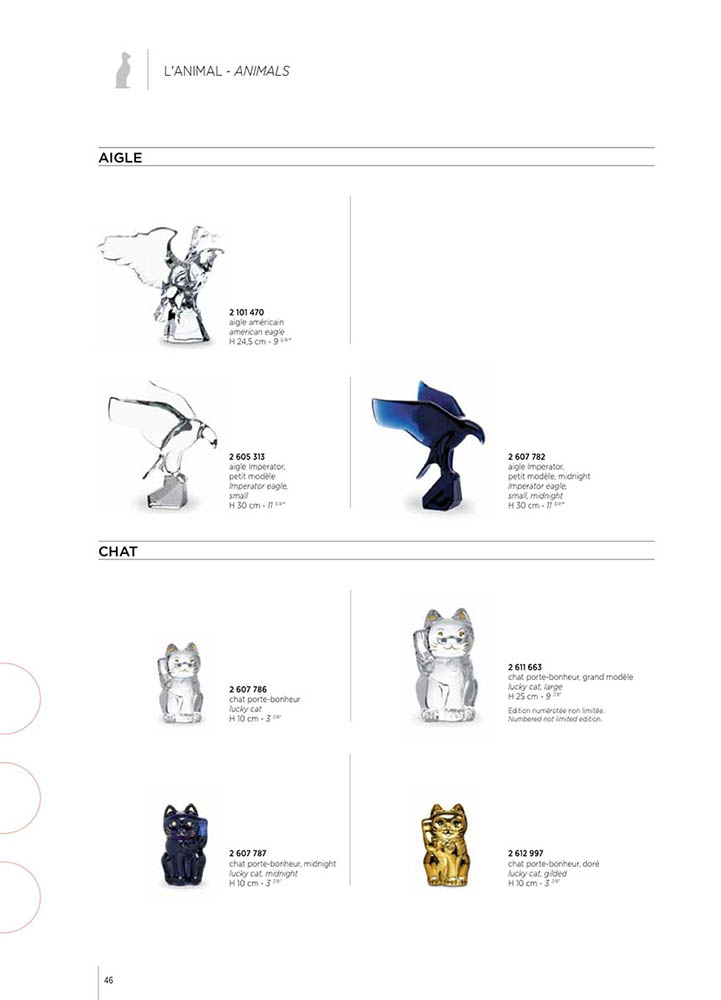 L'ANIMAL - ANIMALS
AIGLE
2 101 470
aigle américain
american eagle
H 24,5 cm - 9 5/8"
2 605 313
aigle Imperator,
petit modèle
Imperator eagle,
small
H 30 cm - 11 3/4"
2 607 782
aigle Imperator,
petit modèle, midnight
Imperator eagle,
small, midnight
H 30 cm - 11 3/4"
CHAT
2 607 786
chat porte-bonheur
lucky cat
H 10 cm - 3 7/8"
2 611 663
chat porte-bonheur, grand modèle
lucky cat, large
H 25 cm - 9 7/8"
Edition numérotée non limitée.
Numbered not limited edition.
2 607 787
chat porte-bonheur, midnight
lucky cat, midnight
H 10 cm - 3 7/8"
2 612 997
chat porte-bonheur, doré
lucky cat, gilded
H 10 cm - 3 7/8"
46